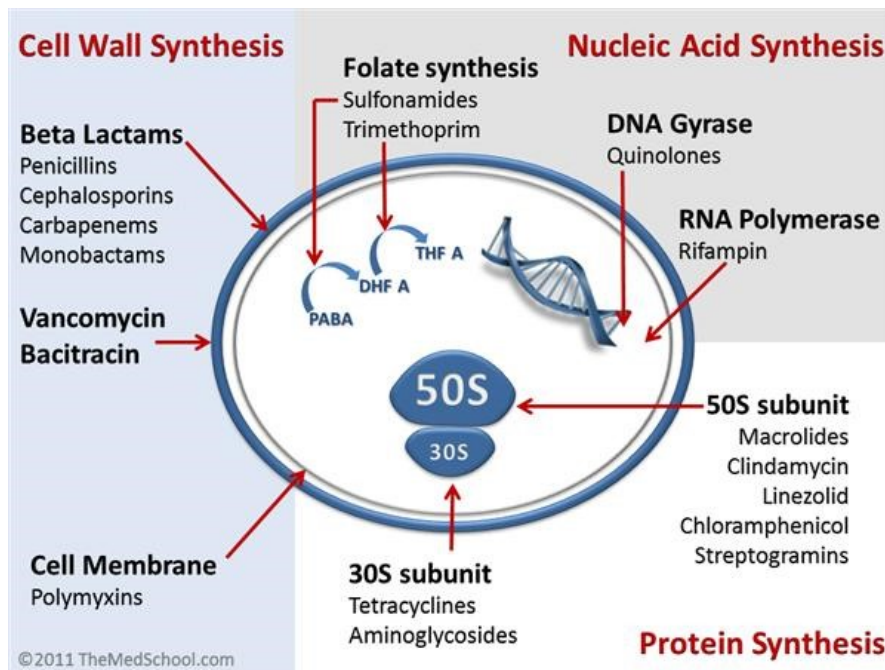 Cell Wall Synthesis
Nucleic Acid Synthesis
Folate synthesis
Sulfonamides
Trimethoprim
Beta Lactams
Penicillins
Cephalosporins
Carbapenems
Monobactams
DNA Gyrase
Quinolones
RNA Polymerase
Rifampin
THF A
DHF A
PABA
Vancomycin
Bacitracin
50S
30S
50S subunit
Macrolides
Clindamycin
Linezolid
Chloramphenicol
Streptogramins
Cell Membrane
Polymyxins
30S subunit
Tetracyclines
Aminoglycosides
Protein Synthesis
©2011 TheMedSchool.com